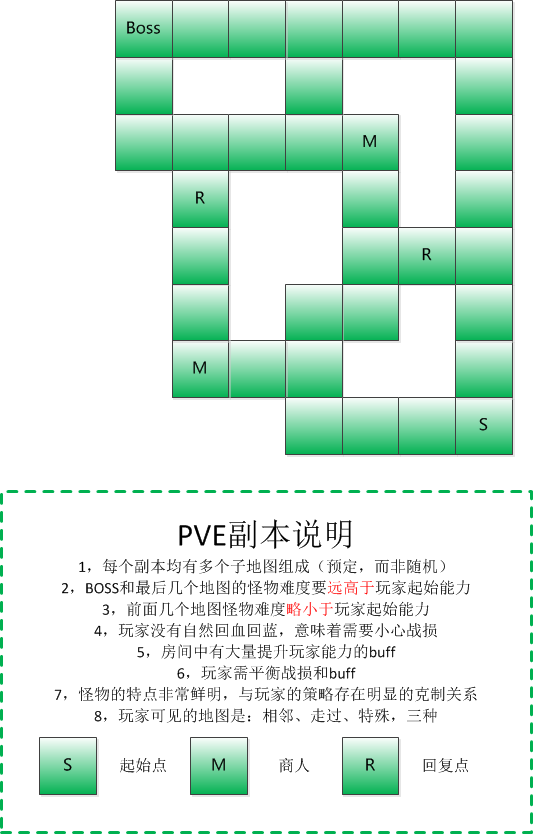 Boss
M
R
R
M
S
PVE副本说明
1，每个副本均有多个子地图组成（预定，而非随机）
2，BOSS和最后几个地图的怪物难度要远高于玩家起始能力
3，前面几个地图怪物难度略小于玩家起始能力
4，玩家没有自然回血回蓝，意味着需要小心战损
5，房间中有大量提升玩家能力的buff
6，玩家需平衡战损和buff
7，怪物的特点非常鲜明，与玩家的策略存在明显的克制关系
8，玩家可见的地图是：相邻、走过、特殊，三种
S 起始点 M 商人 R 回复点